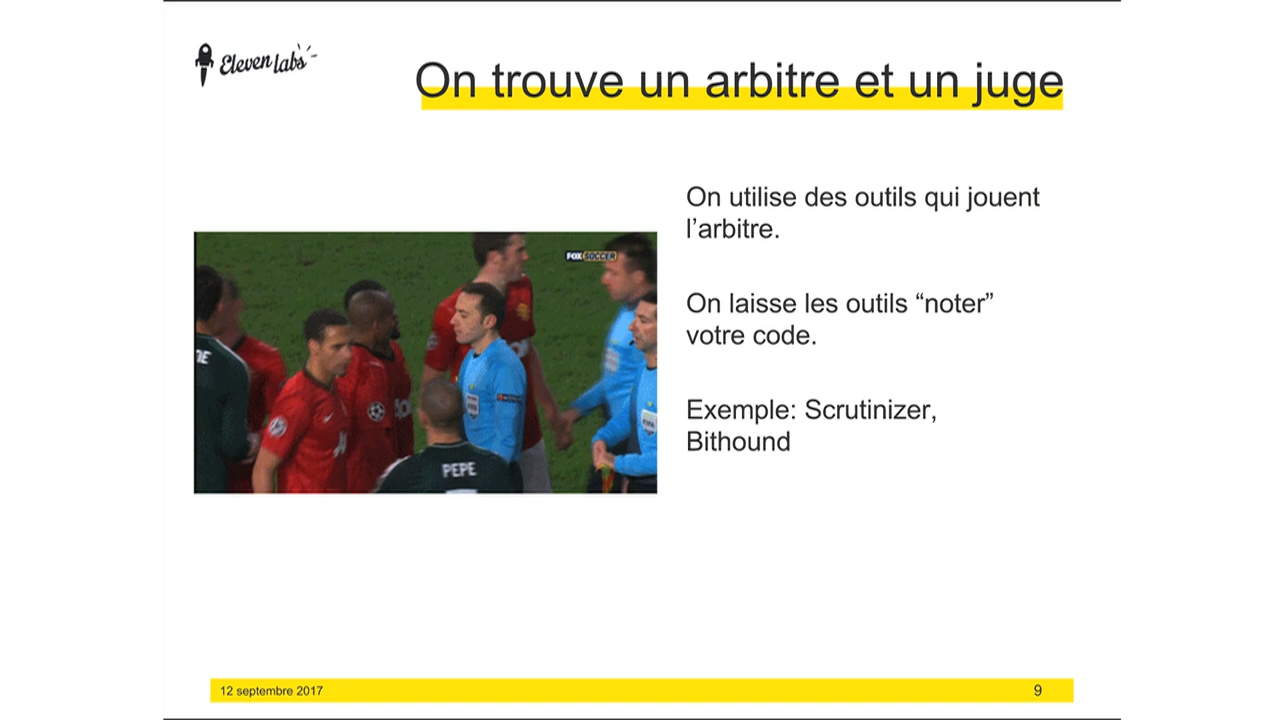 Eleven labs
On trouve un arbitre et un juge
On utilise des outils qui jouent
l’arbitre.
On laisse les outils “noter”
votre code.
Exemple: Scrutinizer,
Bithound
FOX SOCCER
PEPE
12 septembre 2017
9